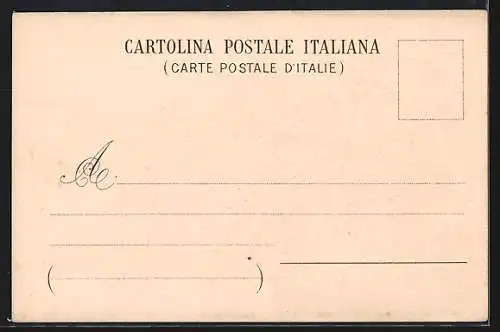 CARTOLINA POSTALE ITALIANA
(CARTE POSTALE D'ITALIE)
A
( )